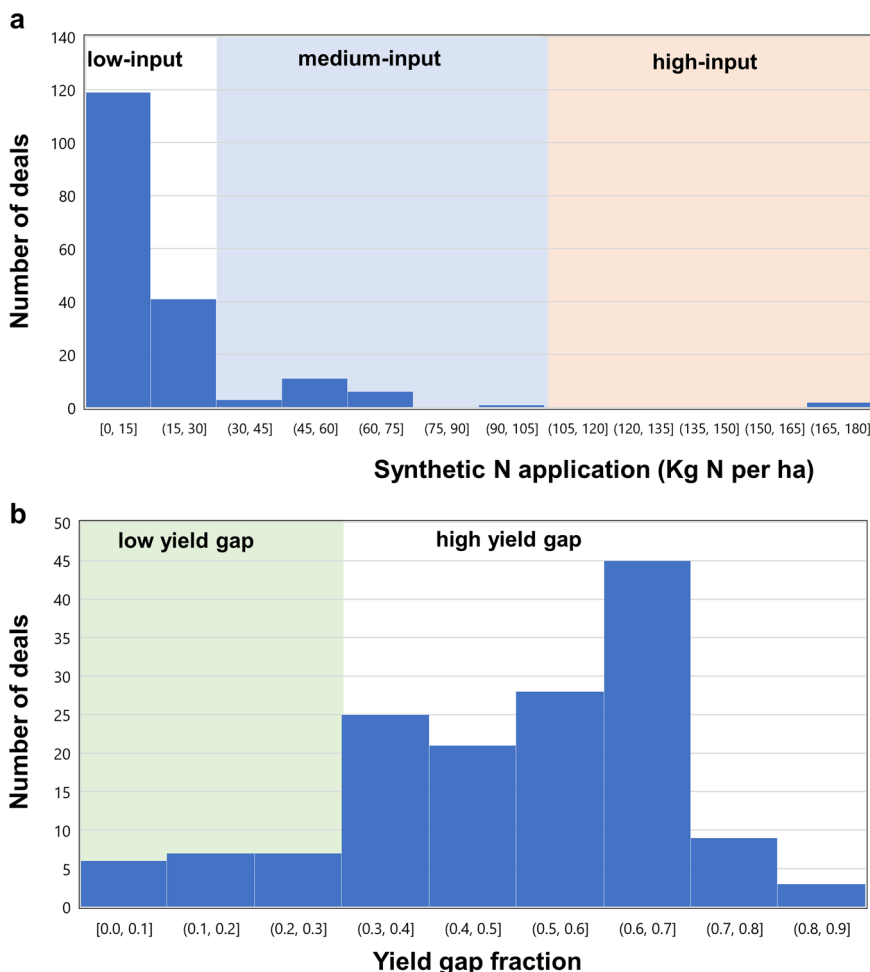 a
140
low-input medium-input high-input
120
100
80
60
40
20
0
Number of deals
[0, 15] (15, 30] (30, 45] (45, 60] (60, 75] (75, 90] (90, 105] (105, 120] (120, 135] (135, 150] (150, 165] (165, 180]
Synthetic N application (Kg N per ha)
b
50
low yield gap high yield gap
45
40
35
30
25
20
15
10
5
0
Number of deals
[0.0, 0.1] (0.1, 0.2] (0.2, 0.3] (0.3, 0.4] (0.4, 0.5] (0.5, 0.6] (0.6, 0.7] (0.7, 0.8] (0.8, 0.9]
Yield gap fraction